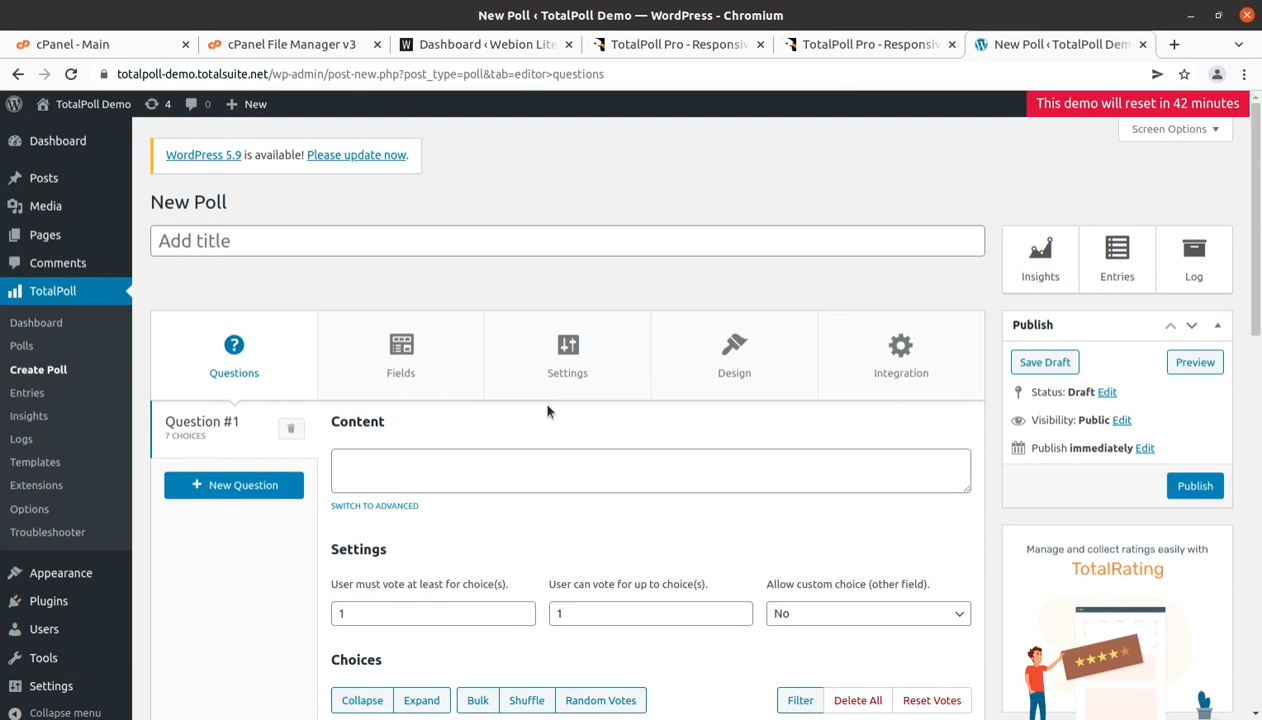 New Poll ‹ TotalPoll Demo — WordPress - Chromium
cPanel - Main
cPanel File Manager v3
Dashboard ‹ Webion Lite
TotalPoll Pro - Responsiv
TotalPoll Pro - Responsiv
New Poll ‹ TotalPoll Dem
totalpoll-demo.totalsuite.net/wp-admin/post-new.php?post_type=poll&tab=editor>questions
TotalPoll Demo
4
0
New
This demo will reset in 42 minutes
Screen Options
Dashboard
Posts
Media
Pages
Comments
TotalPoll
Dashboard
Polls
Create Poll
Entries
Insights
Logs
Templates
Extensions
Options
Troubleshooter
Appearance
Plugins
Users
Tools
Settings
Collapse menu
WordPress 5.9 is available! Please update now.
New Poll
Add title
Questions
Fields
Settings
Design
Integration
Question #1
7 CHOICES
New Question
Content
SWITCH TO ADVANCED
Settings
User must vote at least for choice(s).
User can vote for up to choice(s).
Allow custom choice (other field).
1
1
No
Choices
Collapse
Expand
Bulk
Shuffle
Random Votes
Filter
Delete All
Reset Votes
Insights
Entries
Log
Publish
Save Draft
Preview
Status: Draft Edit
Visibility: Public Edit
Publish immediately Edit
Publish
Manage and collect ratings easily with
TotalRating